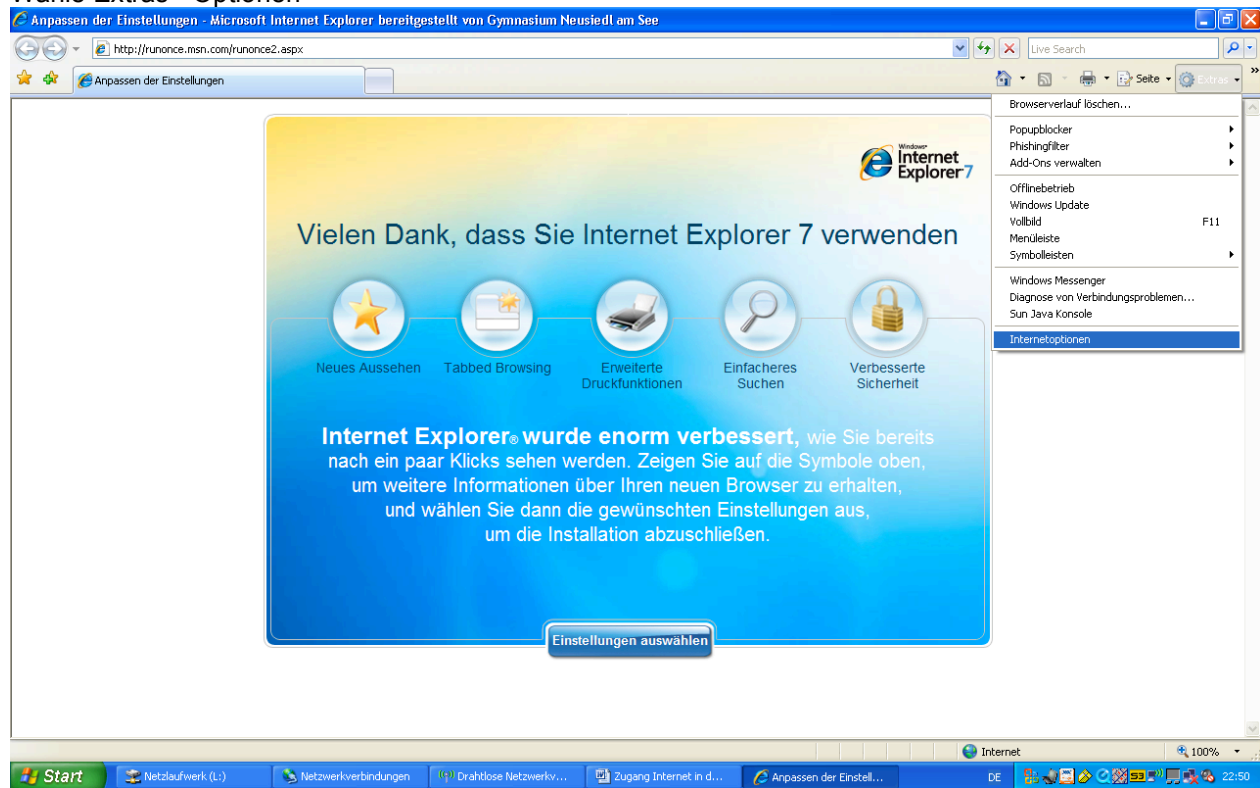 Wähle Extras - Optionen
Anpassen der Einstellungen - Microsoft Internet Explorer bereitgestellt von Gymnasium Neusiedl am See
http://runonce.msn.com/runonce2.aspx
Live Search
Anpassen der Einstellungen
Seite
Extras
Browserverlauf löschen...
Popupblocker
Phishingfilter
Add-Ons verwalten
Offlinebetrieb
Windows Update
Vollbild F11
Menüleiste
Symbolleisten
Windows Messenger
Diagnose von Verbindungsproblemen...
Sun Java Konsole
Internetoptionen
Windows
Internet
Explorer 7
Vielen Dank, dass Sie Internet Explorer 7 verwenden
Neues Aussehen
Tabbed Browsing
Erweiterte
Druckfunktionen
Einfacheres
Suchen
Verbesserte
Sicherheit
Internet Explorer® wurde enorm verbessert, wie Sie bereits
nach ein paar Klicks sehen werden. Zeigen Sie auf die Symbole oben,
um weitere Informationen über Ihren neuen Browser zu erhalten,
und wählen Sie dann die gewünschten Einstellungen aus,
um die Installation abzuschließen.
Einstellungen auswählen
Internet
100%
Start
Netzlaufwerk (L:)
Netzwerkverbindungen
Drahtlose Netzwerkv...
Zugang Internet in d...
Anpassen der Einstell...
DE
22:50